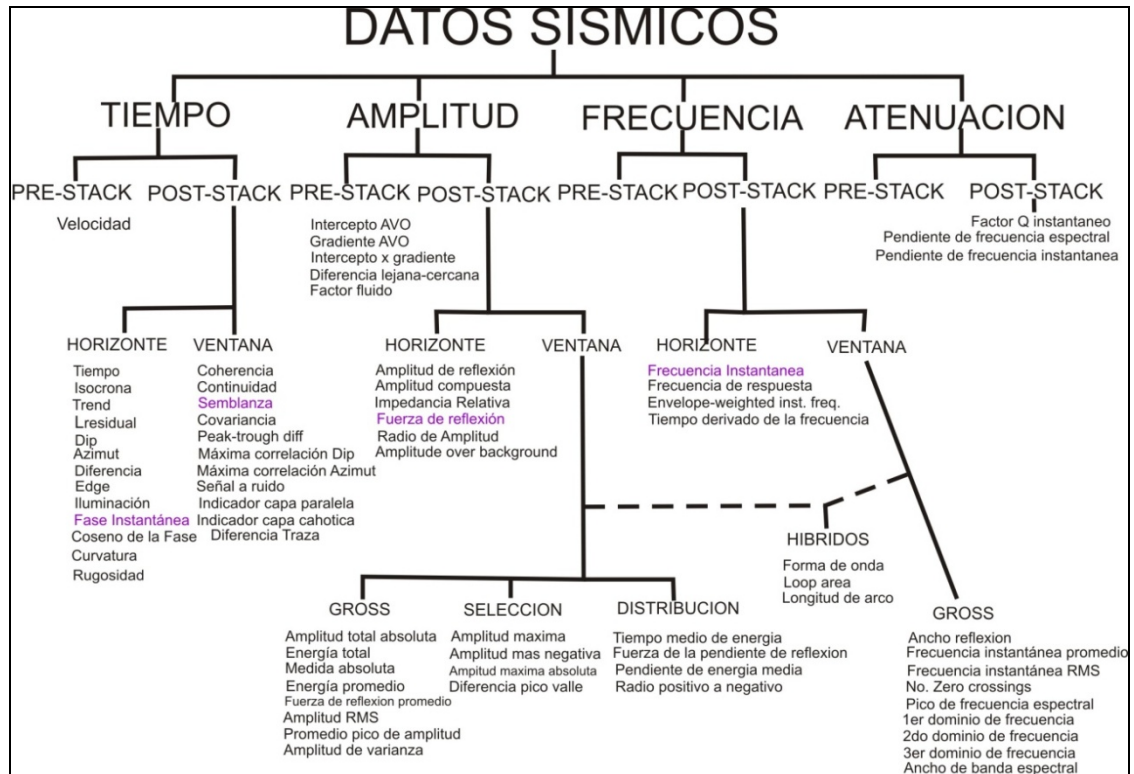 DATOS SISMICOS
TIEMPO
AMPLITUD
FRECUENCIA
ATENUACION
PRE-STACK
POST-STACK
PRE-STACK
POST-STACK
PRE-STACK
POST-STACK
PRE-STACK
POST-STACK
Velocidad
Intercepto AVO
Gradiente AVO
Intercepto x gradiente
Diferencia lejana-cercana
Factor fluido
Factor Q instantaneo
Pendiente de frecuencia espectral
Pendiente de frecuencia instantanea
HORIZONTE
Tiempo
Isocrona
Trend
Lresidual
Dip
Azimut
Diferencia
Edge
Iluminación
Fase Instantánea
Coseno de la Fase
Curvatura
Rugosidad
VENTANA
Coherencia
Continuidad
Semblanza
Covariancia
Peak-trough diff
Máxima correlación Dip
Máxima correlación Azimut
Señal a ruido
Indicador capa paralela
Indicador capa cahotica
Diferencia Traza
HORIZONTE
Amplitud de reflexión
Amplitud compuesta
Impedancia Relativa
Fuerza de reflexión
Radio de Amplitud
Amplitude over background
VENTANA
HORIZONTE
Frecuencia Instantanea
Frecuencia de respuesta
Envelope-weighted inst. freq.
Tiempo derivado de la frecuencia
VENTANA
HIBRIDOS
Forma de onda
Loop area
Longitud de arco
GROSS
Amplitud total absoluta
Energía total
Medida absoluta
Energía promedio
Fuerza de reflexion promedio
Amplitud RMS
Promedio pico de amplitud
Amplitud de varianza
SELECCION
Amplitud maxima
Amplitud mas negativa
Ampitud maxima absoluta
Diferencia pico valle
DISTRIBUCION
Tiempo medio de energia
Fuerza de la pendiente de reflexion
Pendiente de energia media
Radio positivo a negativo
GROSS
Ancho reflexion
Frecuencia instantánea promedio
Frecuencia instantánea RMS
No. Zero crossings
Pico de frecuencia espectral
1er dominio de frecuencia
2do dominio de frecuencia
3er dominio de frecuencia
Ancho de banda espectral